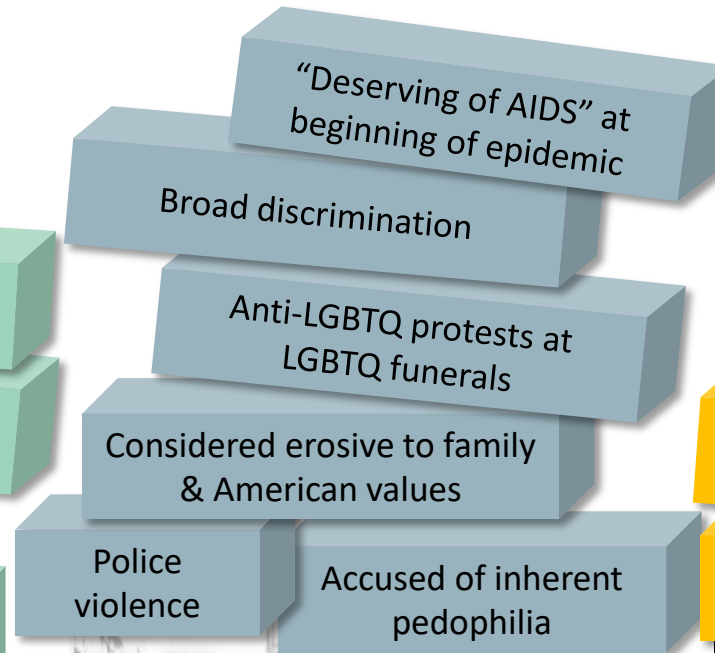 “Deserving of AIDS” at
beginning of epidemic
Broad discrimination
Anti-LGBTQ protests at
LGBTQ funerals
Considered erosive to family
& American values
Police
violence
Accused of inherent
pedophilia